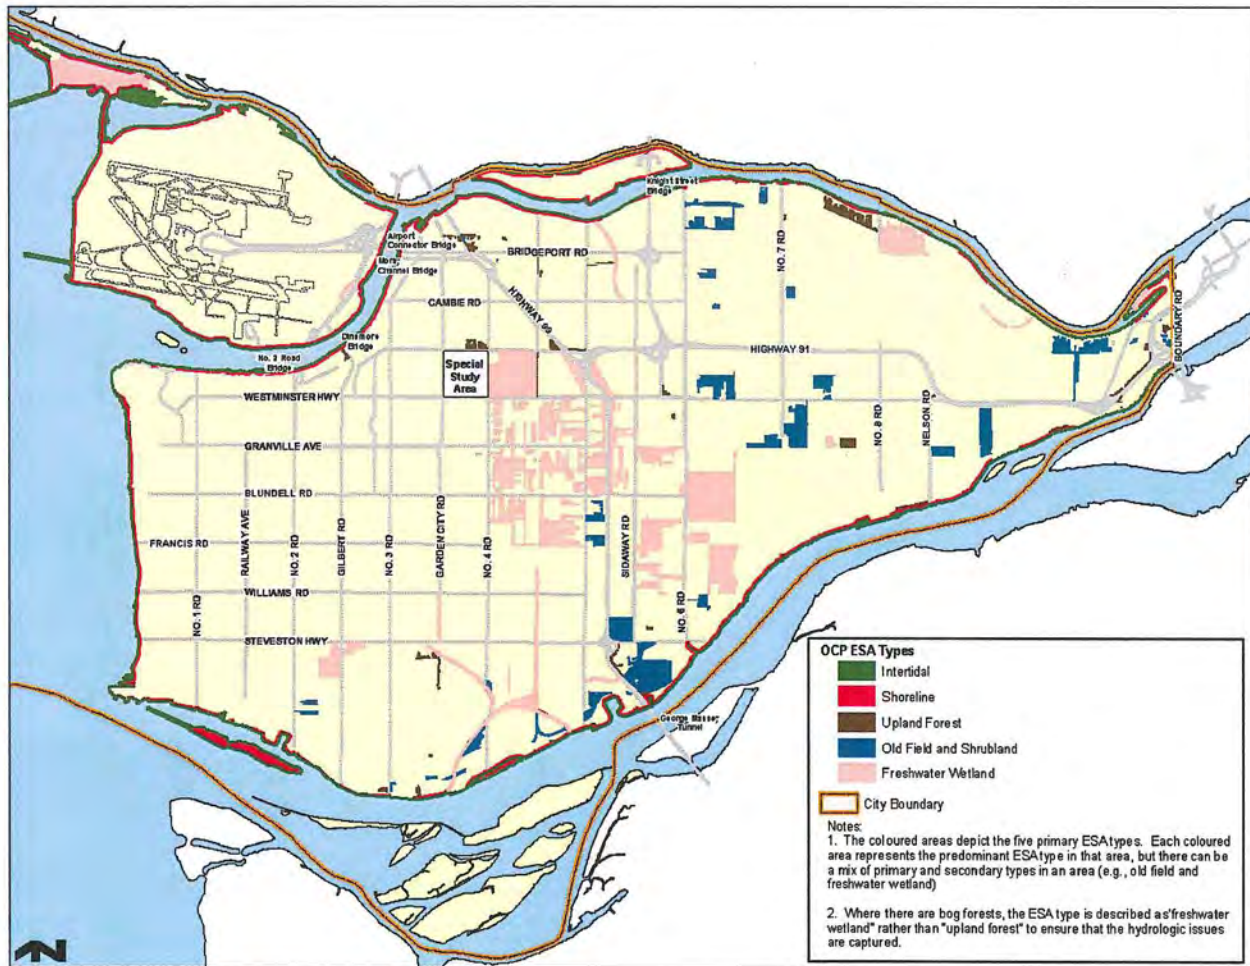 Knight Street
Bridge
Airport
Connector Bridge
Channel Bridge
BRIDGEPORT RD
NO. 7 RD
CAMBIE RD
HIGHWAY 99
BOUNDARY RD
Dinsmore
Bridge
No. 2 Road
Bridge
Special
Study
Area
HIGHWAY 91
WESTMINSTER HWY
NO. 8 RD
NELSON RD
GRANVILLE AVE
BLUNDELL RD
FRANCIS RD
RAILWAY AVE
NO. 2 RD
GILBERT RD
NO. 3 RD
GARDEN CITY RD
NO. 4 RD
SIDAWAY RD
WILLIAMS RD
NO. 1 RD
NO. 6 RD
STEVESTON HWY
George Massey
Tunnel
OCP ESA Types
Intertidal
Shoreline
Upland Forest
Old Field and Shrubland
Freshwater Wetland
City Boundary
Notes:
1. The coloured areas depict the five primary ESA types. Each coloured
area represents the predominant ESA type in that area, but there can be
a mix of primary and secondary types in an area (e.g., old field and
freshwater wetland)
2. Where there are bog forests, the ESA type is described as "freshwater
wetland" rather than "upland forest" to ensure that the hydrologic issues
are captured.
N